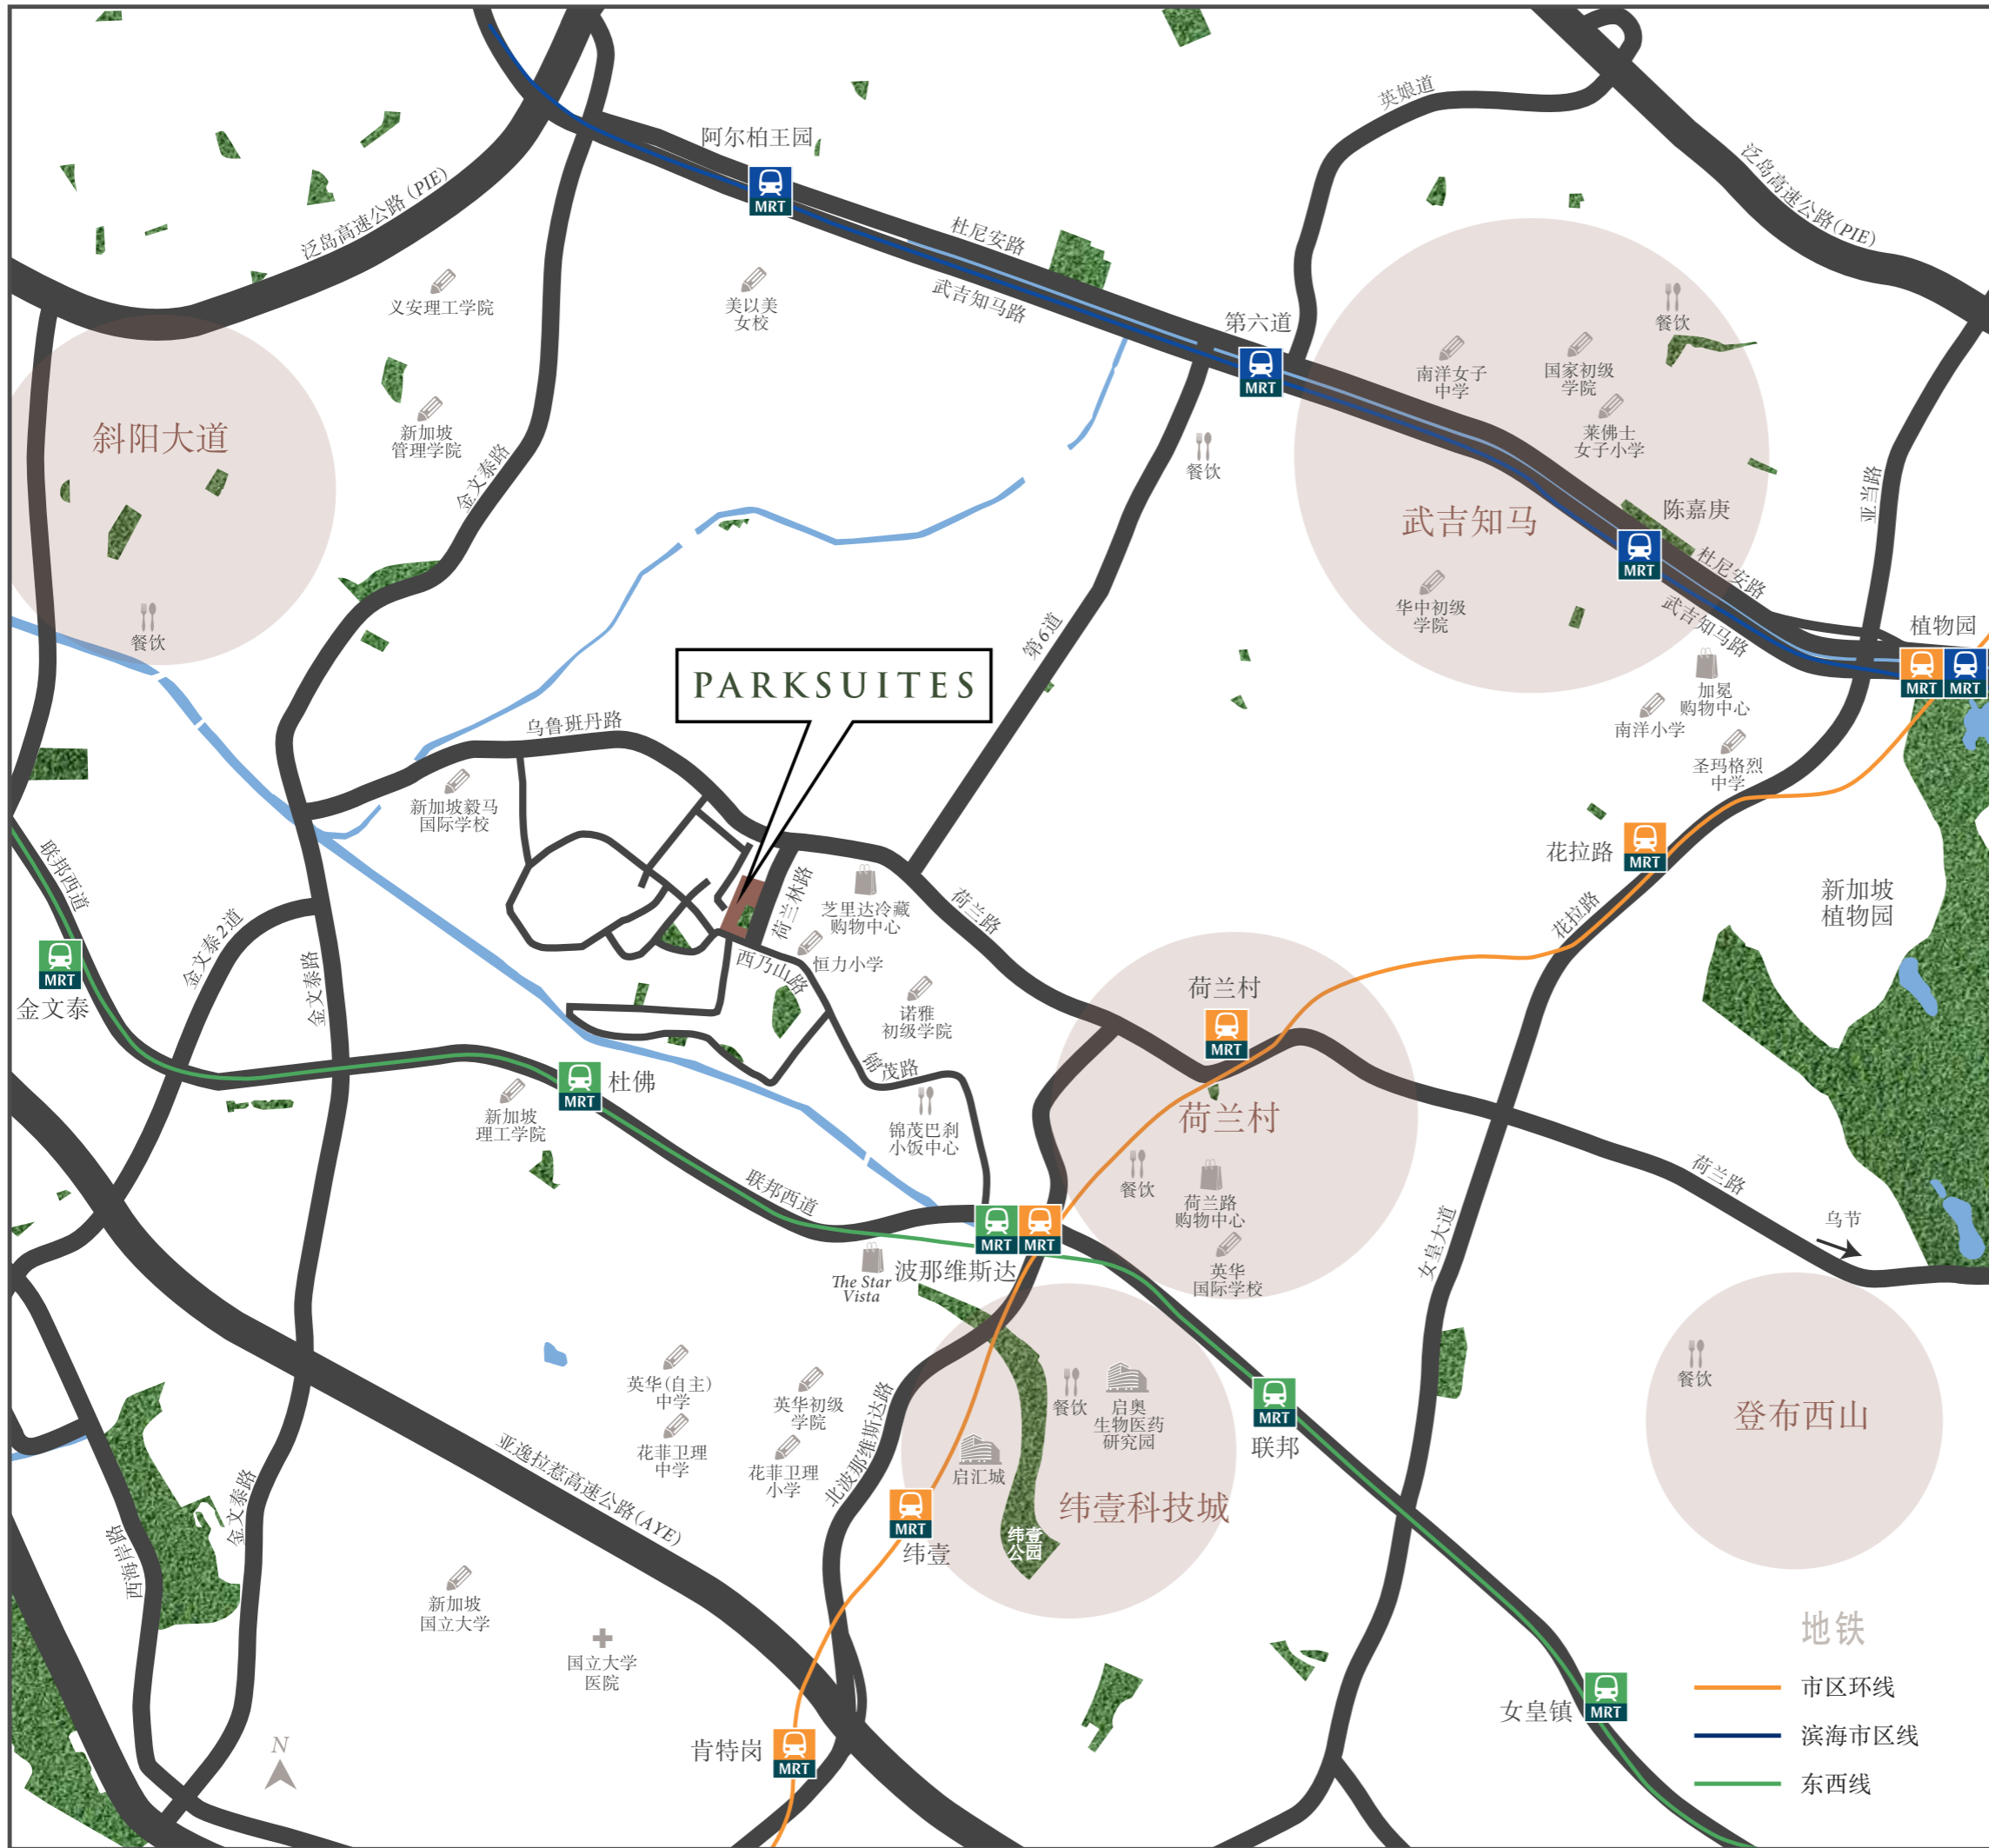 英娘道
阿尔柏王园
MRT
泛岛高速公路 (PIE)
泛岛高速公路(PIE)
杜尼安路
武吉知马路
义安理工学院
美以美
女校
第六道
MRT
餐饮
南洋女子
中学
国家初级
学院
莱佛士
女子小学
斜阳大道
新加坡
管理学院
金文泰路
餐饮
武吉知马
陈嘉庚
MRT
亚当路
杜尼安路
武吉知马路
华中初级
学院
餐饮
第6道
植物园
MRT
MRT
加冕
购物中心
南洋小学
圣玛格烈
中学
PARKSUITES
乌鲁班丹路
新加坡毅马
国际学校
联邦西道
花拉路
MRT
花拉路
新加坡
植物园
荷兰林路
芝里达冷藏
购物中心
荷兰路
金文泰2道
金文泰路
MRT
金文泰
西乃山路
恒力小学
诺雅
初级学院
荷兰村
MRT
锦茂路
MRT
杜佛
新加坡
理工学院
锦茂巴刹
小饭中心
荷兰村
餐饮
荷兰路
购物中心
英华
国际学校
荷兰路
乌节
联邦西道
女皇大道
MRT
MRT
波那维斯达
The Star
Vista
英华(自主)
中学
英华初级
学院
花菲卫理
中学
花菲卫理
小学
北波那维斯达路
餐饮
启奥
生物医药
研究园
启汇城
MRT
联邦
餐饮
登布西山
亚逸拉惹高速公路(AYE)
金文泰路
西海岸路
MRT
纬壹
纬壹科技城
纬壹
公园
新加坡
国立大学
国立大学
医院
N
肯特岗
MRT
女皇镇
MRT
地铁
市区环线
滨海市区线
东西线